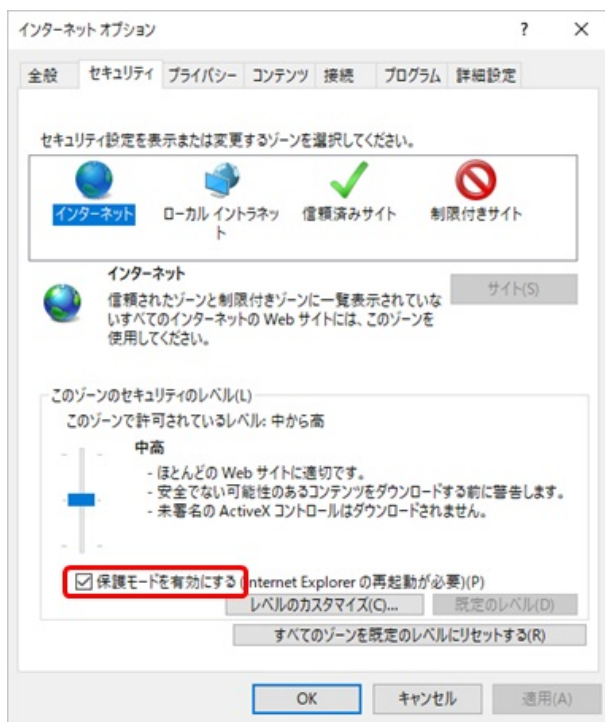 インターネット オプション ? ×
全般 セキュリティ プライバシー コンテンツ 接続 プログラム 詳細設定
セキュリティ設定を表示または変更するゾーンを選択してください。
インターネット ローカル イントラネッ 信頼済みサイト 制限付きサイト
ト
インターネット
サイト(S)
信頼されたゾーンと制限付きゾーンに一覧表示されていな
いすべてのインターネットの Web サイトには、このゾーンを
使用してください。
このゾーンのセキュリティのレベル(L)
このゾーンで許可されているレベル: 中から高
中高
- ほとんどの Web サイトに適切です。
- 安全でない可能性のあるコンテンツをダウンロードする前に警告します。
- 未署名の ActiveX コントロールはダウンロードされません。
保護モードを有効にする (Internet Explorer の再起動が必要)(P)
レベルのカスタマイズ(C)... 既定のレベル(D)
すべてのゾーンを既定のレベルにリセットする(R)
OK キャンセル 適用(A)